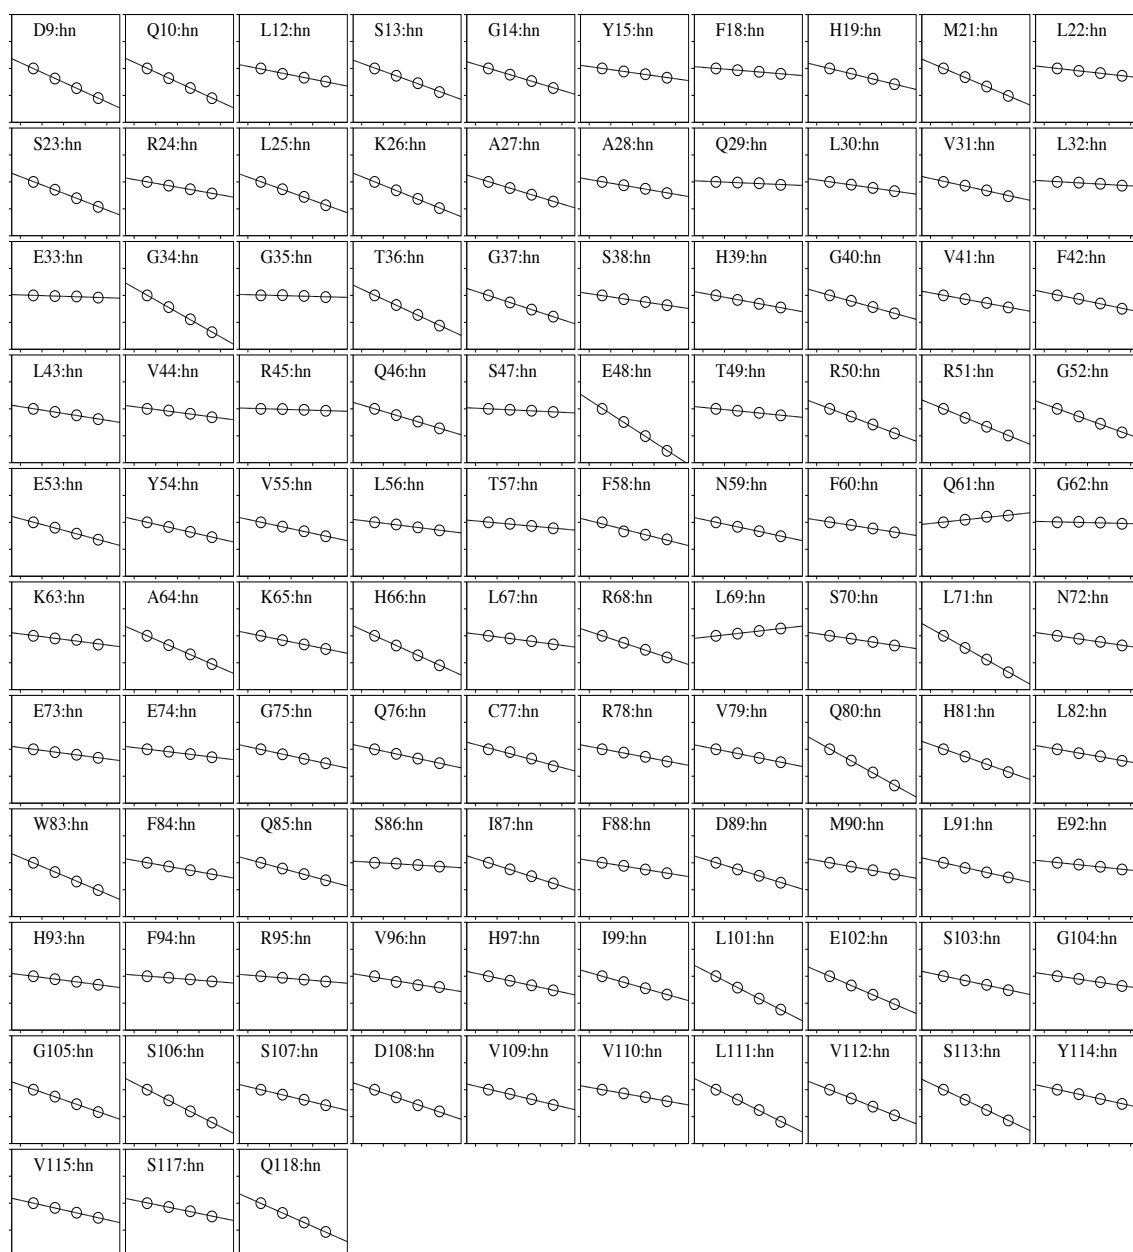 D9:hn Q10:hn L12:hn S13:hn G14:hn Y15:hn F18:hn H19:hn M21:hn L22:hn
S23:hn R24:hn L25:hn K26:hn A27:hn A28:hn Q29:hn L30:hn V31:hn L32:hn
E33:hn G34:hn G35:hn T36:hn G37:hn S38:hn H39:hn G40:hn V41:hn F42:hn
L43:hn V44:hn R45:hn Q46:hn S47:hn E48:hn T49:hn R50:hn R51:hn G52:hn
E53:hn Y54:hn V55:hn L56:hn T57:hn F58:hn N59:hn F60:hn Q61:hn G62:hn
K63:hn A64:hn K65:hn H66:hn L67:hn R68:hn L69:hn S70:hn L71:hn N72:hn
E73:hn E74:hn G75:hn Q76:hn C77:hn R78:hn V79:hn Q80:hn H81:hn L82:hn
W83:hn F84:hn Q85:hn S86:hn I87:hn F88:hn D89:hn M90:hn L91:hn E92:hn
H93:hn F94:hn R95:hn V96:hn H97:hn I99:hn L101:hn E102:hn S103:hn G104:hn
G105:hn S106:hn S107:hn D108:hn V109:hn V110:hn L111:hn V112:hn S113:hn Y114:hn
V115:hn S117:hn Q118:hn